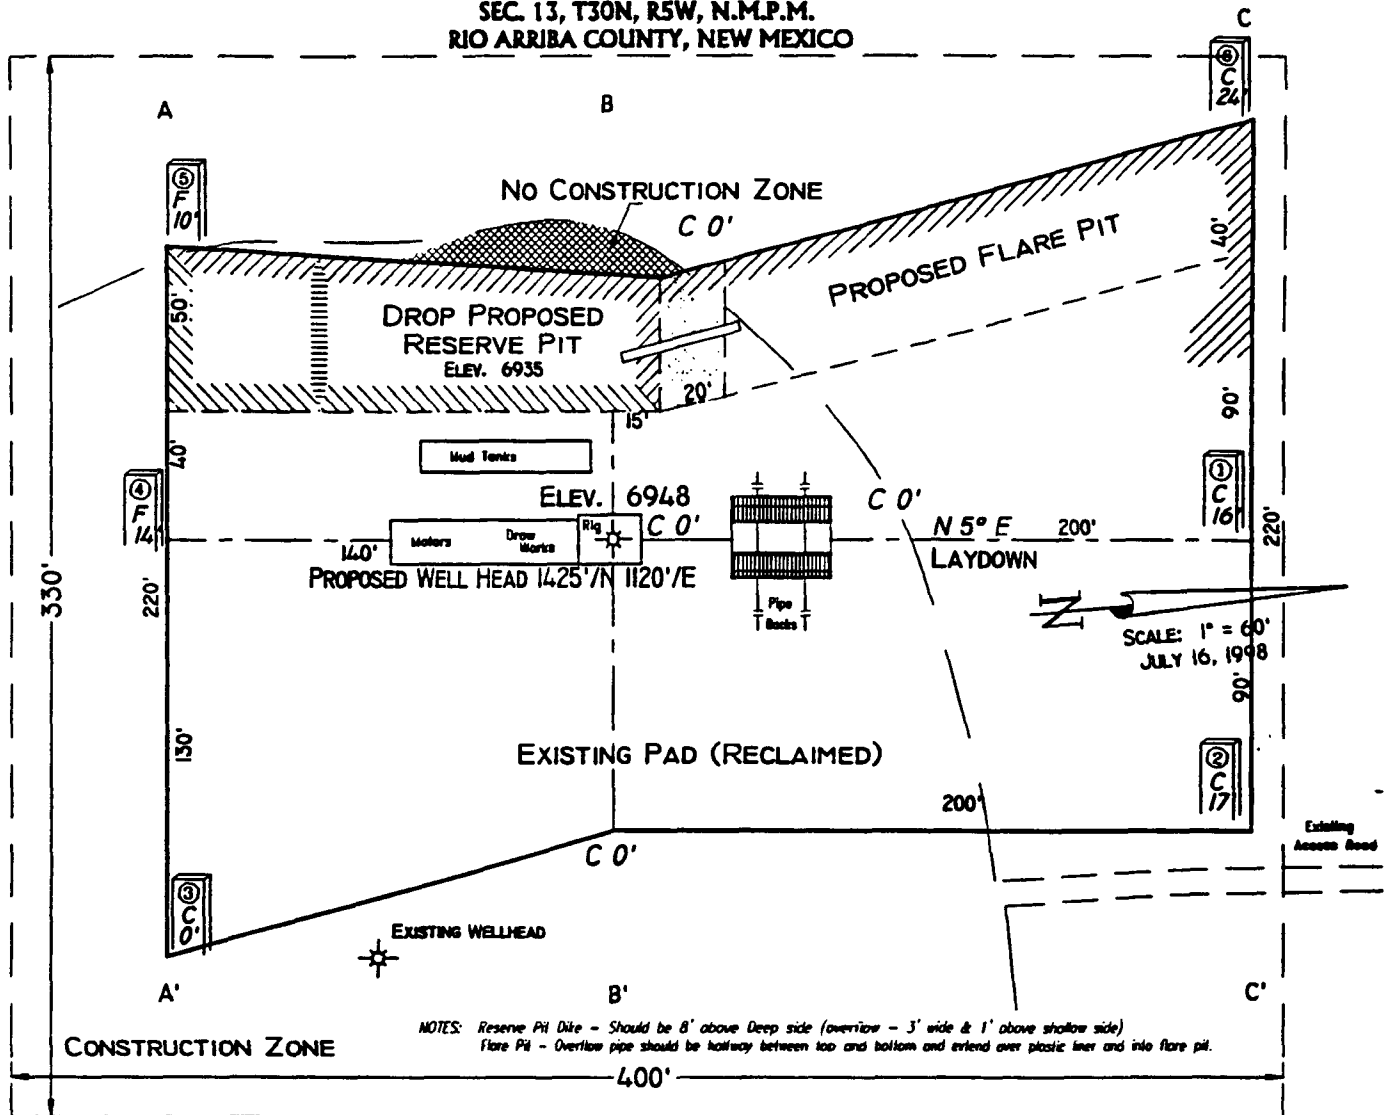 SEC. 13, T30N, R5W, N.M.P.M.
RIO ARRIBA COUNTY, NEW MEXICO
C
⑥
C
24'
A
B
⑤
F
10'
NO CONSTRUCTION ZONE
C 0'
PROPOSED FLARE PIT
40'
50'
DROP PROPOSED
RESERVE PIT
ELEV. 6935
20'
15'
90'
40'
Mud Tanks
④
F
14'
ELEV. 6948
C 0'
C 0'
①
C
16'
220'
Rig
Motors
Draw
Works
140'
N 5° E 200'
LAYDOWN
PROPOSED WELL HEAD 1425'/N 1120'/E
330'
220'
Pipe
Racks
N
SCALE: 1" = 60'
JULY 16, 1998
90'
130'
EXISTING PAD (RECLAIMED)
②
C
17'
200'
Existing
Access Road
C 0'
③
C
0'
EXISTING WELLHEAD
A'
B'
C'
NOTES: Reserve Pit Dike - Should be 8' above Deep side (overflow - 3' wide & 1' above shallow side)
Flare Pit - Overflow pipe should be halfway between top and bottom and extend over plastic liner and into flare pit.
CONSTRUCTION ZONE
400'